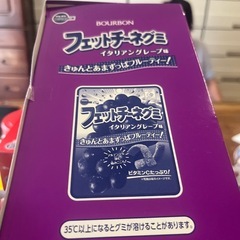 BOURBON
フェットチーネグミ
イタリアングレープ味
きゅんとあまずっぱフルーティー!
フェットチーネグミ
イタリアングレープ味
きゅんとあまずっぱフルーティー!
ビタミンCたっぷり!
35℃以上になるとグミが溶けることがあります。